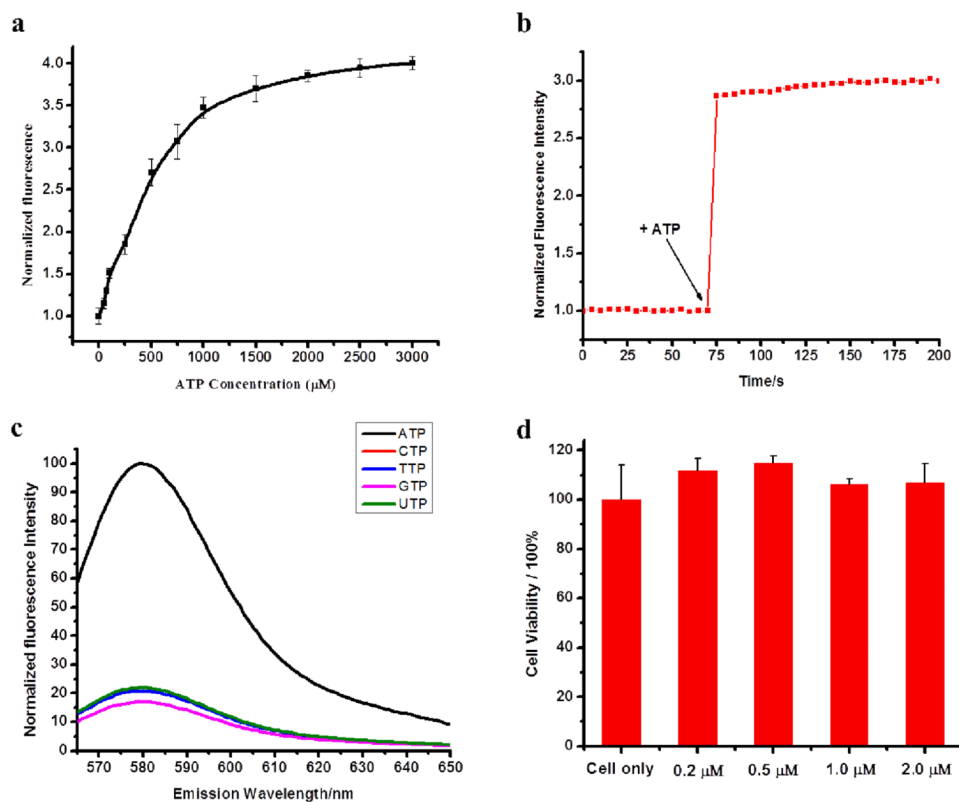 a
Normalized fluorescence
4.0
3.5
3.0
2.5
2.0
1.5
1.0
0 500 1000 1500 2000 2500 3000
ATP Concentration (μM)
b
Normalized Fluorescence Intensity
3.0
2.5
2.0
1.5
1.0
+ ATP
0 25 50 75 100 125 150 175 200
Time/s
c
ATP
CTP
TTP
GTP
UTP
Normalized fluorescence Intensity
100
90
80
70
60
50
40
30
20
10
0
570 580 590 600 610 620 630 640 650
Emission Wavelength/nm
d
Cell Viability / 100%
120
100
80
60
40
20
0
Cell only 0.2 μM 0.5 μM 1.0 μM 2.0 μM